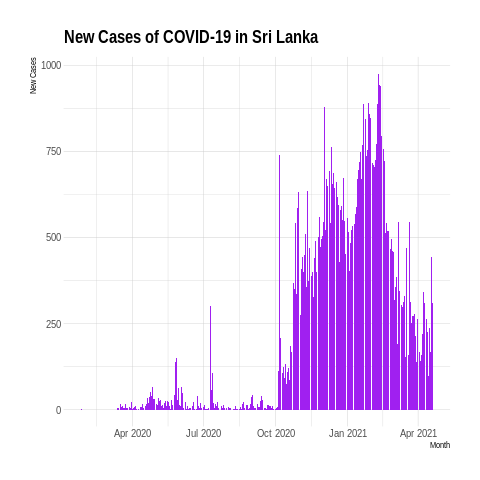 New Cases of COVID-19 in Sri Lanka
New Cases
1000
750
500
250
0
Apr 2020 Jul 2020 Oct 2020 Jan 2021 Apr 2021
Month